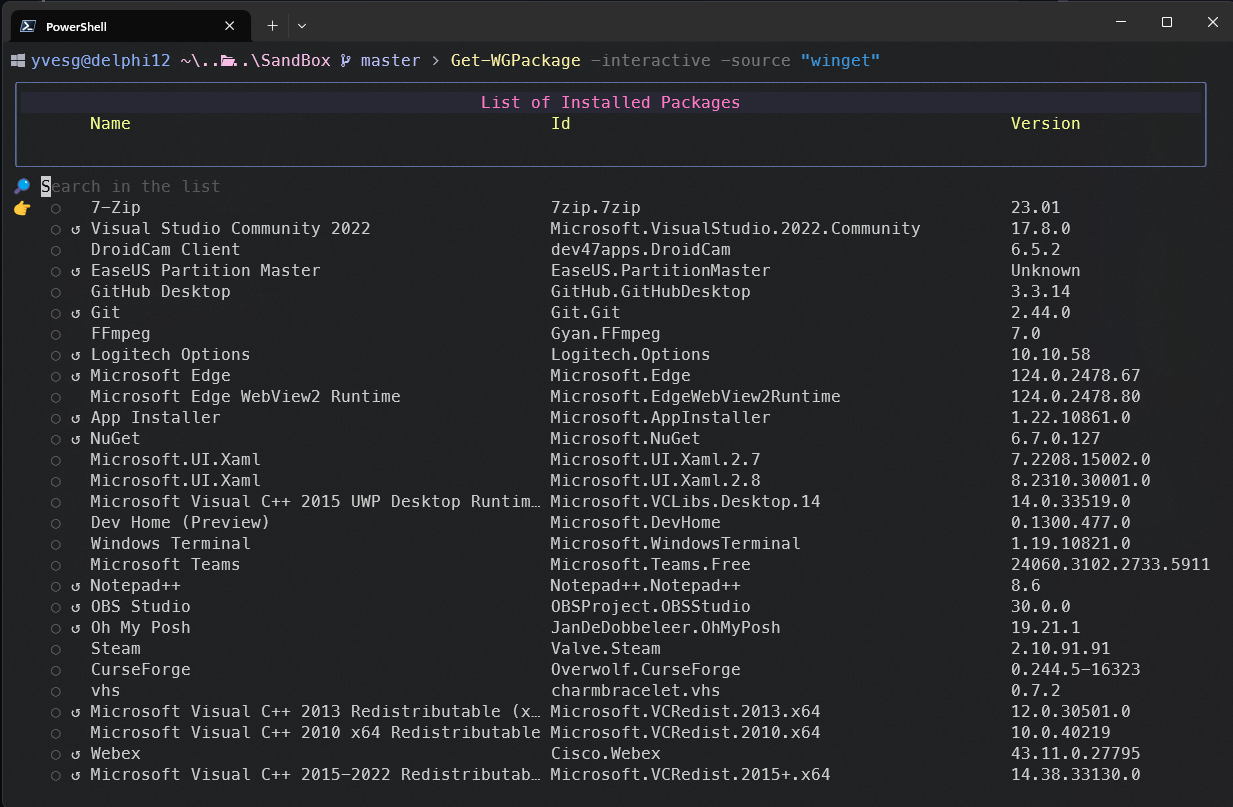 PowerShell
yvesg@delphi12 ~\..\..\SandBox master > Get-WGPackage -interactive -source "winget"
List of Installed Packages
Name Id Version
Search in the list
○ 7-Zip 7zip.7zip 23.01
○ ↺ Visual Studio Community 2022 Microsoft.VisualStudio.2022.Community 17.8.0
○ DroidCam Client dev47apps.DroidCam 6.5.2
○ ↺ EaseUS Partition Master EaseUS.PartitionMaster Unknown
○ GitHub Desktop GitHub.GitHubDesktop 3.3.14
○ ↺ Git Git.Git 2.44.0
○ FFmpeg Gyan.FFmpeg 7.0
○ ↺ Logitech Options Logitech.Options 10.10.58
○ ↺ Microsoft Edge Microsoft.Edge 124.0.2478.67
○ Microsoft Edge WebView2 Runtime Microsoft.EdgeWebView2Runtime 124.0.2478.80
○ ↺ App Installer Microsoft.AppInstaller 1.22.10861.0
○ ↺ NuGet Microsoft.NuGet 6.7.0.127
○ Microsoft.UI.Xaml Microsoft.UI.Xaml.2.7 7.2208.15002.0
○ Microsoft.UI.Xaml Microsoft.UI.Xaml.2.8 8.2310.30001.0
○ Microsoft Visual C++ 2015 UWP Desktop Runtim… Microsoft.VCLibs.Desktop.14 14.0.33519.0
○ Dev Home (Preview) Microsoft.DevHome 0.1300.477.0
○ Windows Terminal Microsoft.WindowsTerminal 1.19.10821.0
○ Microsoft Teams Microsoft.Teams.Free 24060.3102.2733.5911
○ ↺ Notepad++ Notepad++.Notepad++ 8.6
○ ↺ OBS Studio OBSProject.OBSStudio 30.0.0
○ ↺ Oh My Posh JanDeDobbeleer.OhMyPosh 19.21.1
○ Steam Valve.Steam 2.10.91.91
○ CurseForge Overwolf.CurseForge 0.244.5-16323
○ vhs charmbracelet.vhs 0.7.2
○ ↺ Microsoft Visual C++ 2013 Redistributable (x… Microsoft.VCRedist.2013.x64 12.0.30501.0
○ Microsoft Visual C++ 2010 x64 Redistributable Microsoft.VCRedist.2010.x64 10.0.40219
○ ↺ Webex Cisco.Webex 43.11.0.27795
○ ↺ Microsoft Visual C++ 2015-2022 Redistributab… Microsoft.VCRedist.2015+.x64 14.38.33130.0